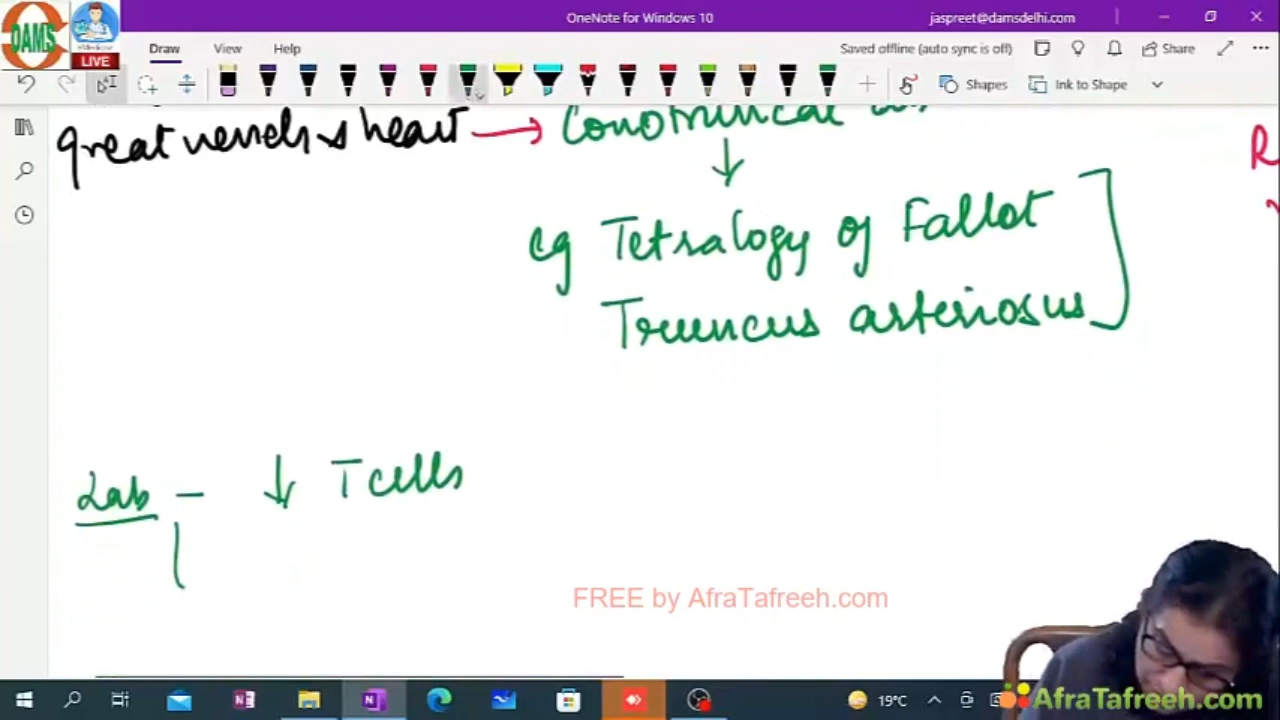 DAMS
eMedicoz
LIVE
OneNote for Windows 10
jaspreet@damsdelhi.com
Draw
View
Help
Saved offline (auto sync is off)
Share
Shapes
Ink to Shape
great vessels & heart → Conotruncal
↓
R
eg Tetralogy of Fallot
Truncus arteriosus
Lab - ↓ T cells
FREE by AfraTafreeh.com
19°C
AfraTafreeh.com